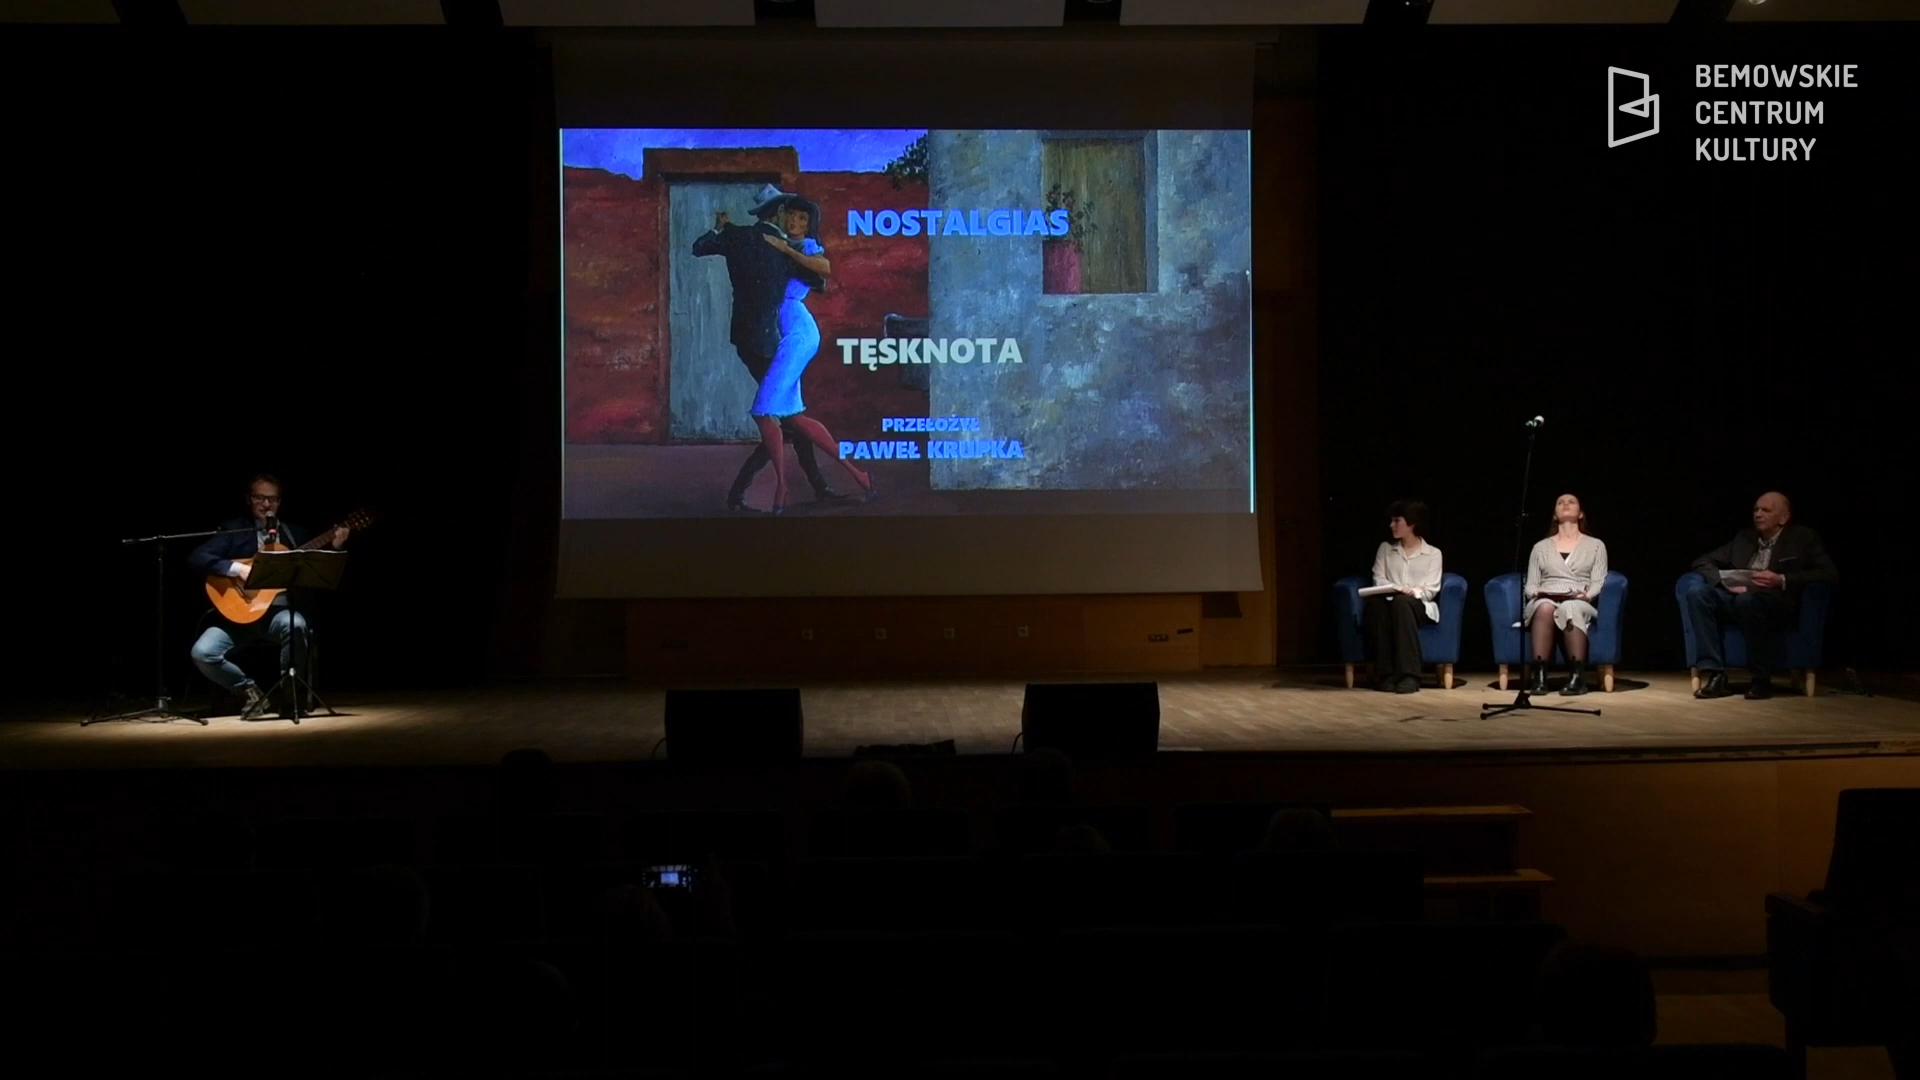 BEMOWSKIE
CENTRUM
KULTURY
NOSTALGIAS
TĘSKNOTA
PRZEŁOŻYŁ
PAWEŁ KRUPKA